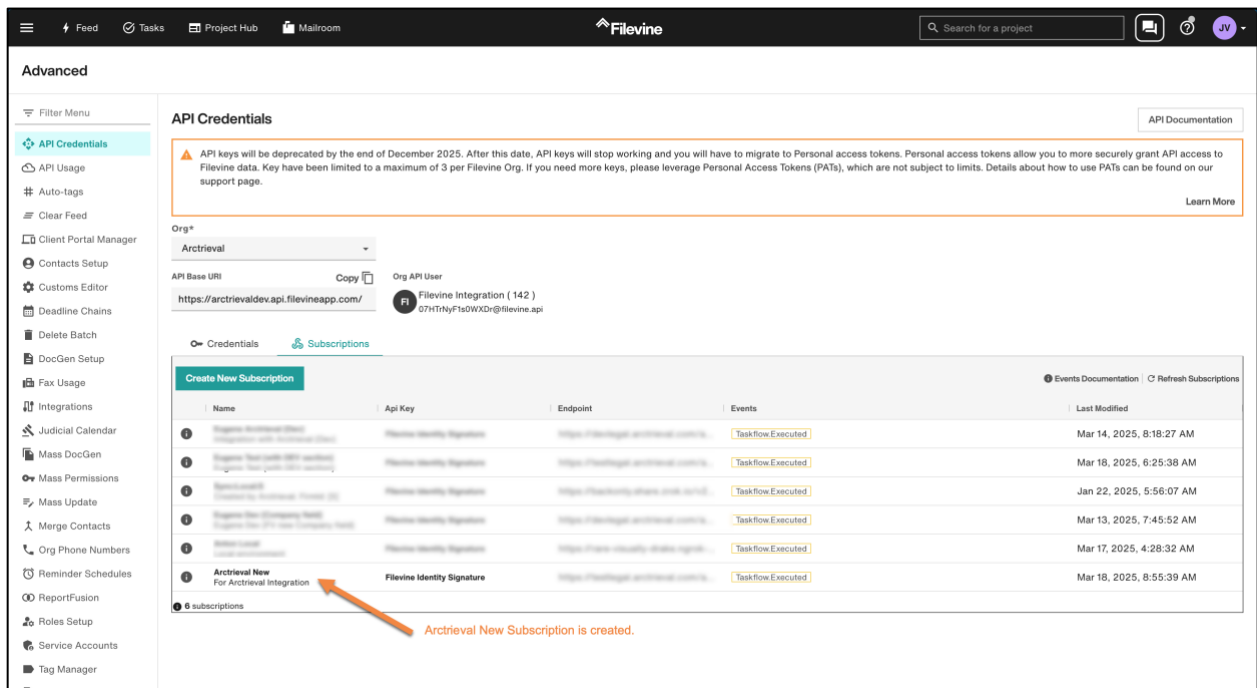 Feed Tasks Project Hub Mailroom Filevine Search for a project JV
Advanced
Filter Menu
API Credentials
API Usage
Auto-tags
Clear Feed
Client Portal Manager
Contacts Setup
Customs Editor
Deadline Chains
Delete Batch
DocGen Setup
Fax Usage
Integrations
Judicial Calendar
Mass DocGen
Mass Permissions
Mass Update
Merge Contacts
Org Phone Numbers
Reminder Schedules
ReportFusion
Roles Setup
Service Accounts
Tag Manager
API Credentials
API Documentation
API keys will be deprecated by the end of December 2025. After this date, API keys will stop working and you will have to migrate to Personal access tokens. Personal access tokens allow you to more securely grant API access to
Filevine data. Key have been limited to a maximum of 3 per Filevine Org. If you need more keys, please leverage Personal Access Tokens (PATs), which are not subject to limits. Details about how to use PATs can be found on our
support page.
Learn More
Org*
Arctrieval
API Base URI Copy Org API User
https://arctrievaldev.api.filevineapp.com/
FI Filevine Integration ( 142 )
07HTrNyF1s0WXDr@filevine.api
Credentials Subscriptions
Create New Subscription Events Documentation Refresh Subscriptions
Name Api Key Endpoint Events Last Modified
Taskflow.Executed Mar 14, 2025, 8:18:27 AM
Taskflow.Executed Mar 18, 2025, 6:25:38 AM
Taskflow.Executed Jan 22, 2025, 5:56:07 AM
Taskflow.Executed Mar 13, 2025, 7:45:52 AM
Taskflow.Executed Mar 17, 2025, 4:28:32 AM
Arctrieval New
For Arctrieval Integration
Filevine Identity Signature Taskflow.Executed Mar 18, 2025, 8:55:39 AM
6 subscriptions
Arctrieval New Subscription is created.